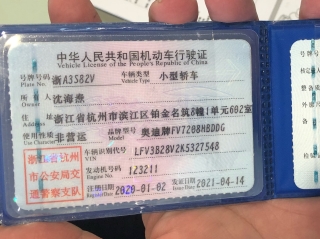 中华人民共和国机动车行驶证
Vehicle License of the People's Republic of China
号牌号码 Plate No. 浙A3582V 车辆类型 Vehicle Type 小型轿车
所有人 Owner 沈海
住址 Address 浙江省杭州市滨江区铂金名筑8幢1单元602室
使用性质 Use Character 非营运 品牌型号 Model 奥迪牌FV7208HBDDG
浙江省杭州市公安局交通警察支队
车辆识别代号 VIN LFV3B28V2K5327548
发动机号码 Engine No. 123211
注册日期 Register Date 2020-01-02 发证日期 Issue Date 2021-04-14